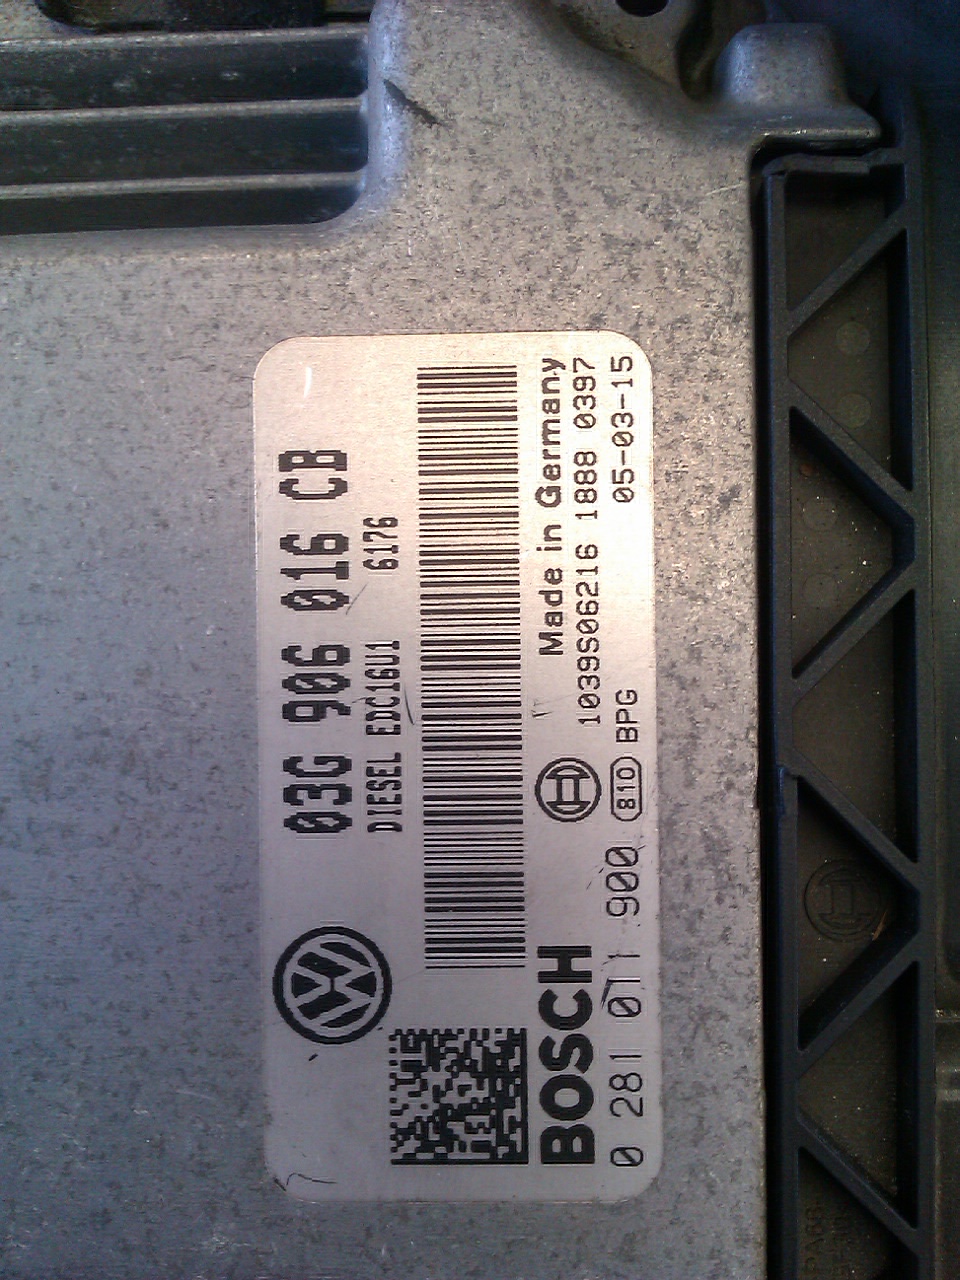 03G 906 016 CB
DIESEL EDC16U1 6176
Made in Germany
BOSCH
1039S06216 1888 0397
0 281 011 900 810 BPG 05-03-15